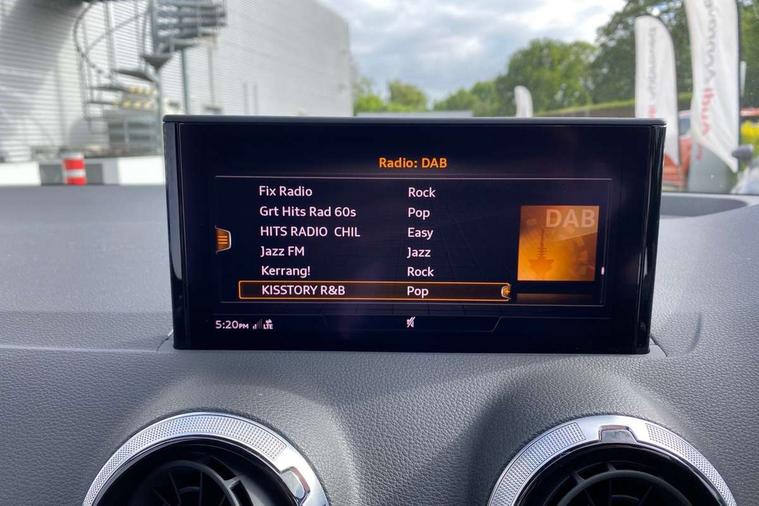 Radio: DAB
Fix Radio Rock
Grt Hits Rad 60s Pop
HITS RADIO CHIL Easy
Jazz FM Jazz
Kerrang! Rock
KISSTORY R&B Pop
DAB
5:20PM LTE
Audi